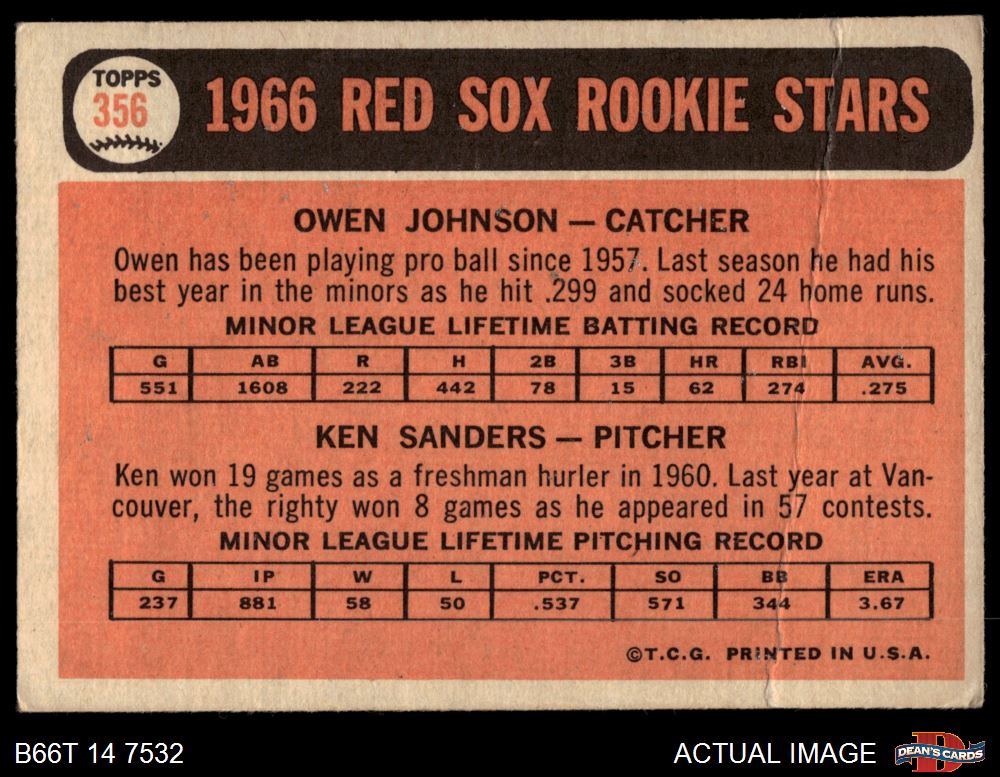 TOPPS
356
1966 RED SOX ROOKIE STARS
OWEN JOHNSON — CATCHER
Owen has been playing pro ball since 1957. Last season he had his
best year in the minors as he hit .299 and socked 24 home runs.
MINOR LEAGUE LIFETIME BATTING RECORD
G AB R H 2B 3B HR RBI AVG.
551 1608 222 442 78 15 62 274 .275
KEN SANDERS — PITCHER
Ken won 19 games as a freshman hurler in 1960. Last year at Van-
couver, the righty won 8 games as he appeared in 57 contests.
MINOR LEAGUE LIFETIME PITCHING RECORD
G IP W L PCT. SO BB ERA
237 881 58 50 .537 571 344 3.67
©T.C.G. PRINTED IN U.S.A.
B66T 14 7532
ACTUAL IMAGE
D
DEAN'S CARDS